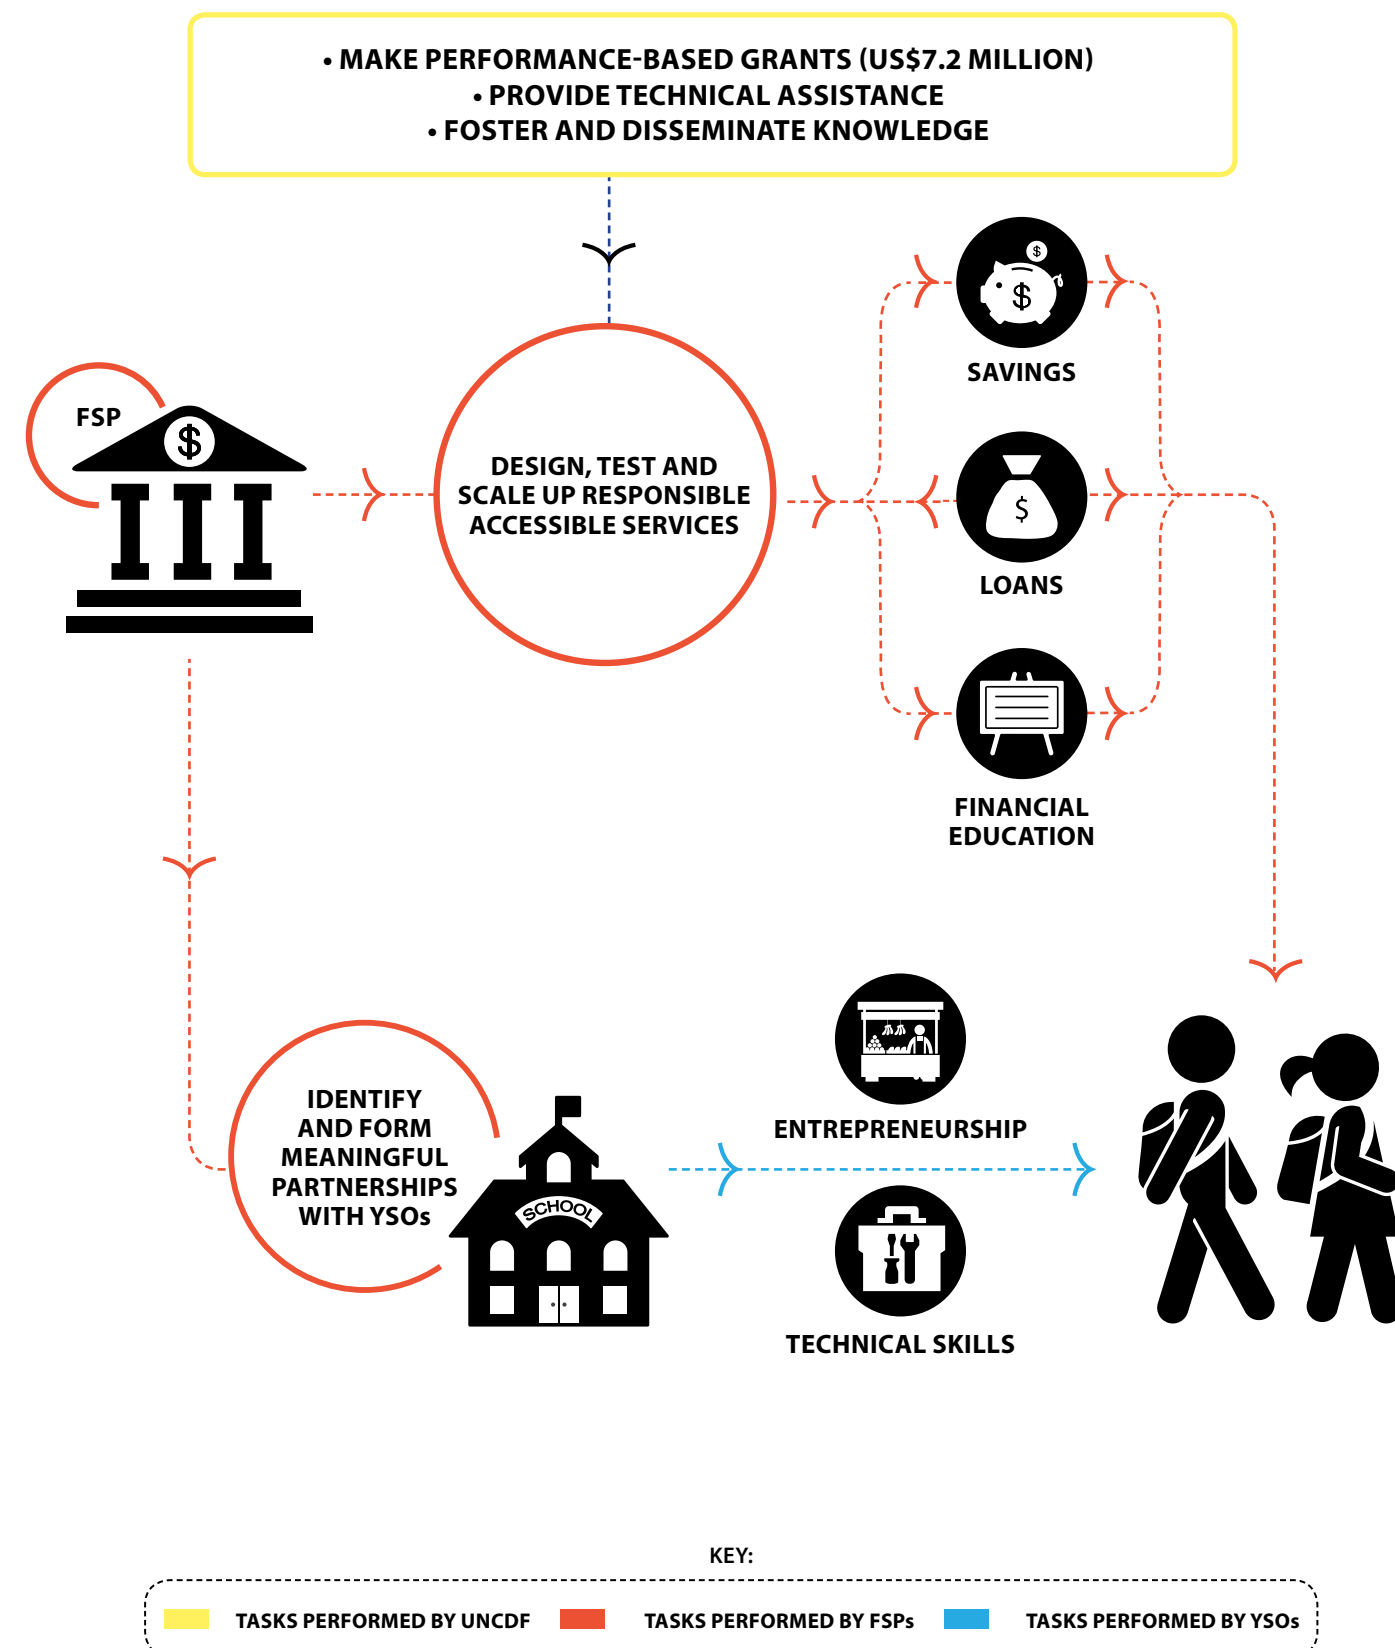 • MAKE PERFORMANCE-BASED GRANTS (US$7.2 MILLION)
• PROVIDE TECHNICAL ASSISTANCE
• FOSTER AND DISSEMINATE KNOWLEDGE
FSP
$
DESIGN, TEST AND
SCALE UP RESPONSIBLE
ACCESSIBLE SERVICES
$
$
SAVINGS
$
LOANS
FINANCIAL
EDUCATION
IDENTIFY
AND FORM
MEANINGFUL
PARTNERSHIPS
WITH YSOs
SCHOOL
ENTREPRENEURSHIP
TECHNICAL SKILLS
KEY:
TASKS PERFORMED BY UNCDF
TASKS PERFORMED BY FSPs
TASKS PERFORMED BY YSOs